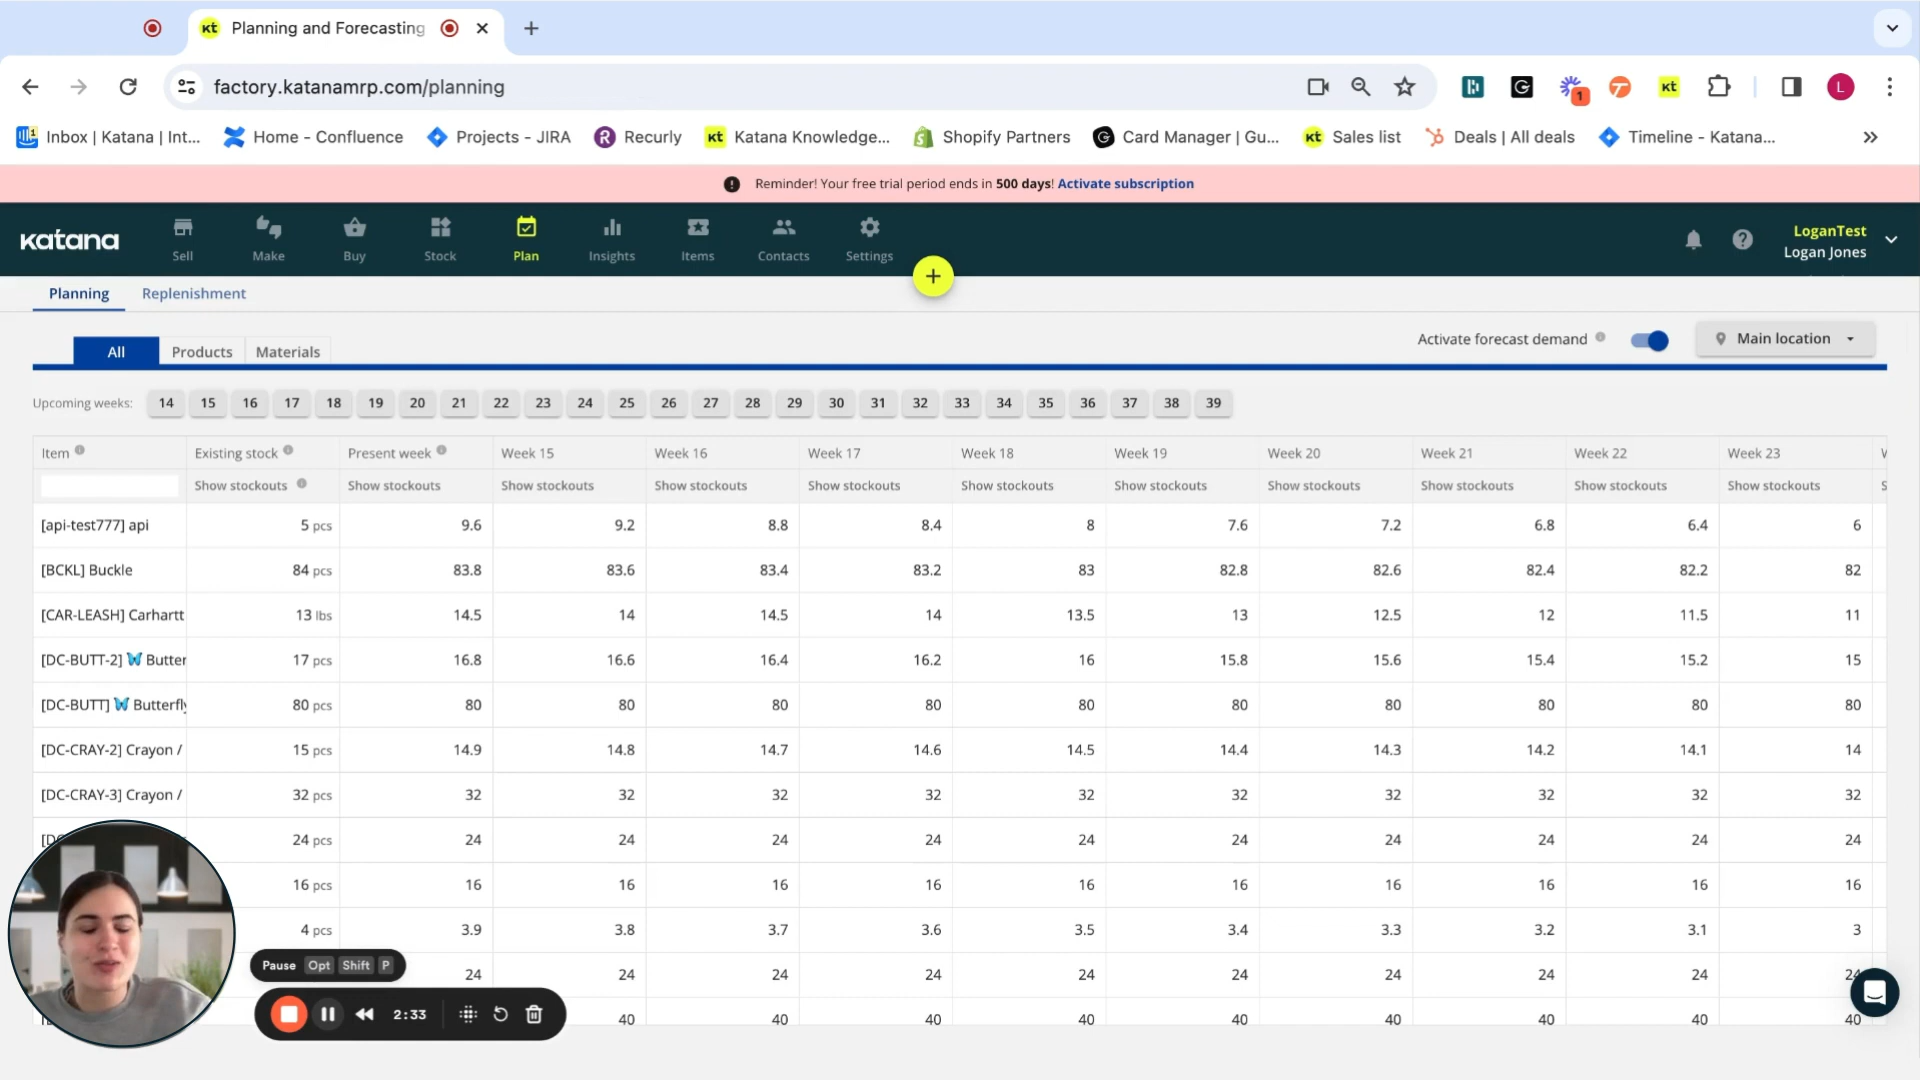 Planning and Forecasting
factory.katanamrp.com/planning
1
L
Inbox | Katana | Int...
Home - Confluence
Projects - JIRA
Recurly
Katana Knowledge...
Shopify Partners
Card Manager | Gu...
Sales list
Deals | All deals
Timeline - Katana...
Reminder! Your free trial period ends in 500 days! Activate subscription
katana
Sell
Make
Buy
Stock
Plan
Insights
Items
Contacts
Settings
LoganTest
Logan Jones
Planning Replenishment
All Products Materials
Activate forecast demand
Main location
Upcoming weeks: 14 15 16 17 18 19 20 21 22 23 24 25 26 27 28 29 30 31 32 33 34 35 36 37 38 39
Item Existing stock Present week Week 15 Week 16 Week 17 Week 18 Week 19 Week 20 Week 21 Week 22 Week 23
Show stockouts Show stockouts Show stockouts Show stockouts Show stockouts Show stockouts Show stockouts Show stockouts Show stockouts Show stockouts Show stockouts
[api-test777] api 5 pcs 9.6 9.2 8.8 8.4 8 7.6 7.2 6.8 6.4 6
[BCKL] Buckle 84 pcs 83.8 83.6 83.4 83.2 83 82.8 82.6 82.4 82.2 82
[CAR-LEASH] Carhartt 13 lbs 14.5 14 14.5 14 13.5 13 12.5 12 11.5 11
[DC-BUTT-2] 🦋 Butter 17 pcs 16.8 16.6 16.4 16.2 16 15.8 15.6 15.4 15.2 15
[DC-BUTT] 🦋 Butterfly 80 pcs 80 80 80 80 80 80 80 80 80 80
[DC-CRAY-2] Crayon / 15 pcs 14.9 14.8 14.7 14.6 14.5 14.4 14.3 14.2 14.1 14
[DC-CRAY-3] Crayon / 32 pcs 32 32 32 32 32 32 32 32 32 32
24 pcs 24 24 24 24 24 24 24 24 24 24
16 pcs 16 16 16 16 16 16 16 16 16 16
4 pcs 3.9 3.8 3.7 3.6 3.5 3.4 3.3 3.2 3.1 3
24 24 24 24 24 24 24 24 24 24
40 40 40 40 40 40 40 40 40
Pause Opt Shift P
2:33